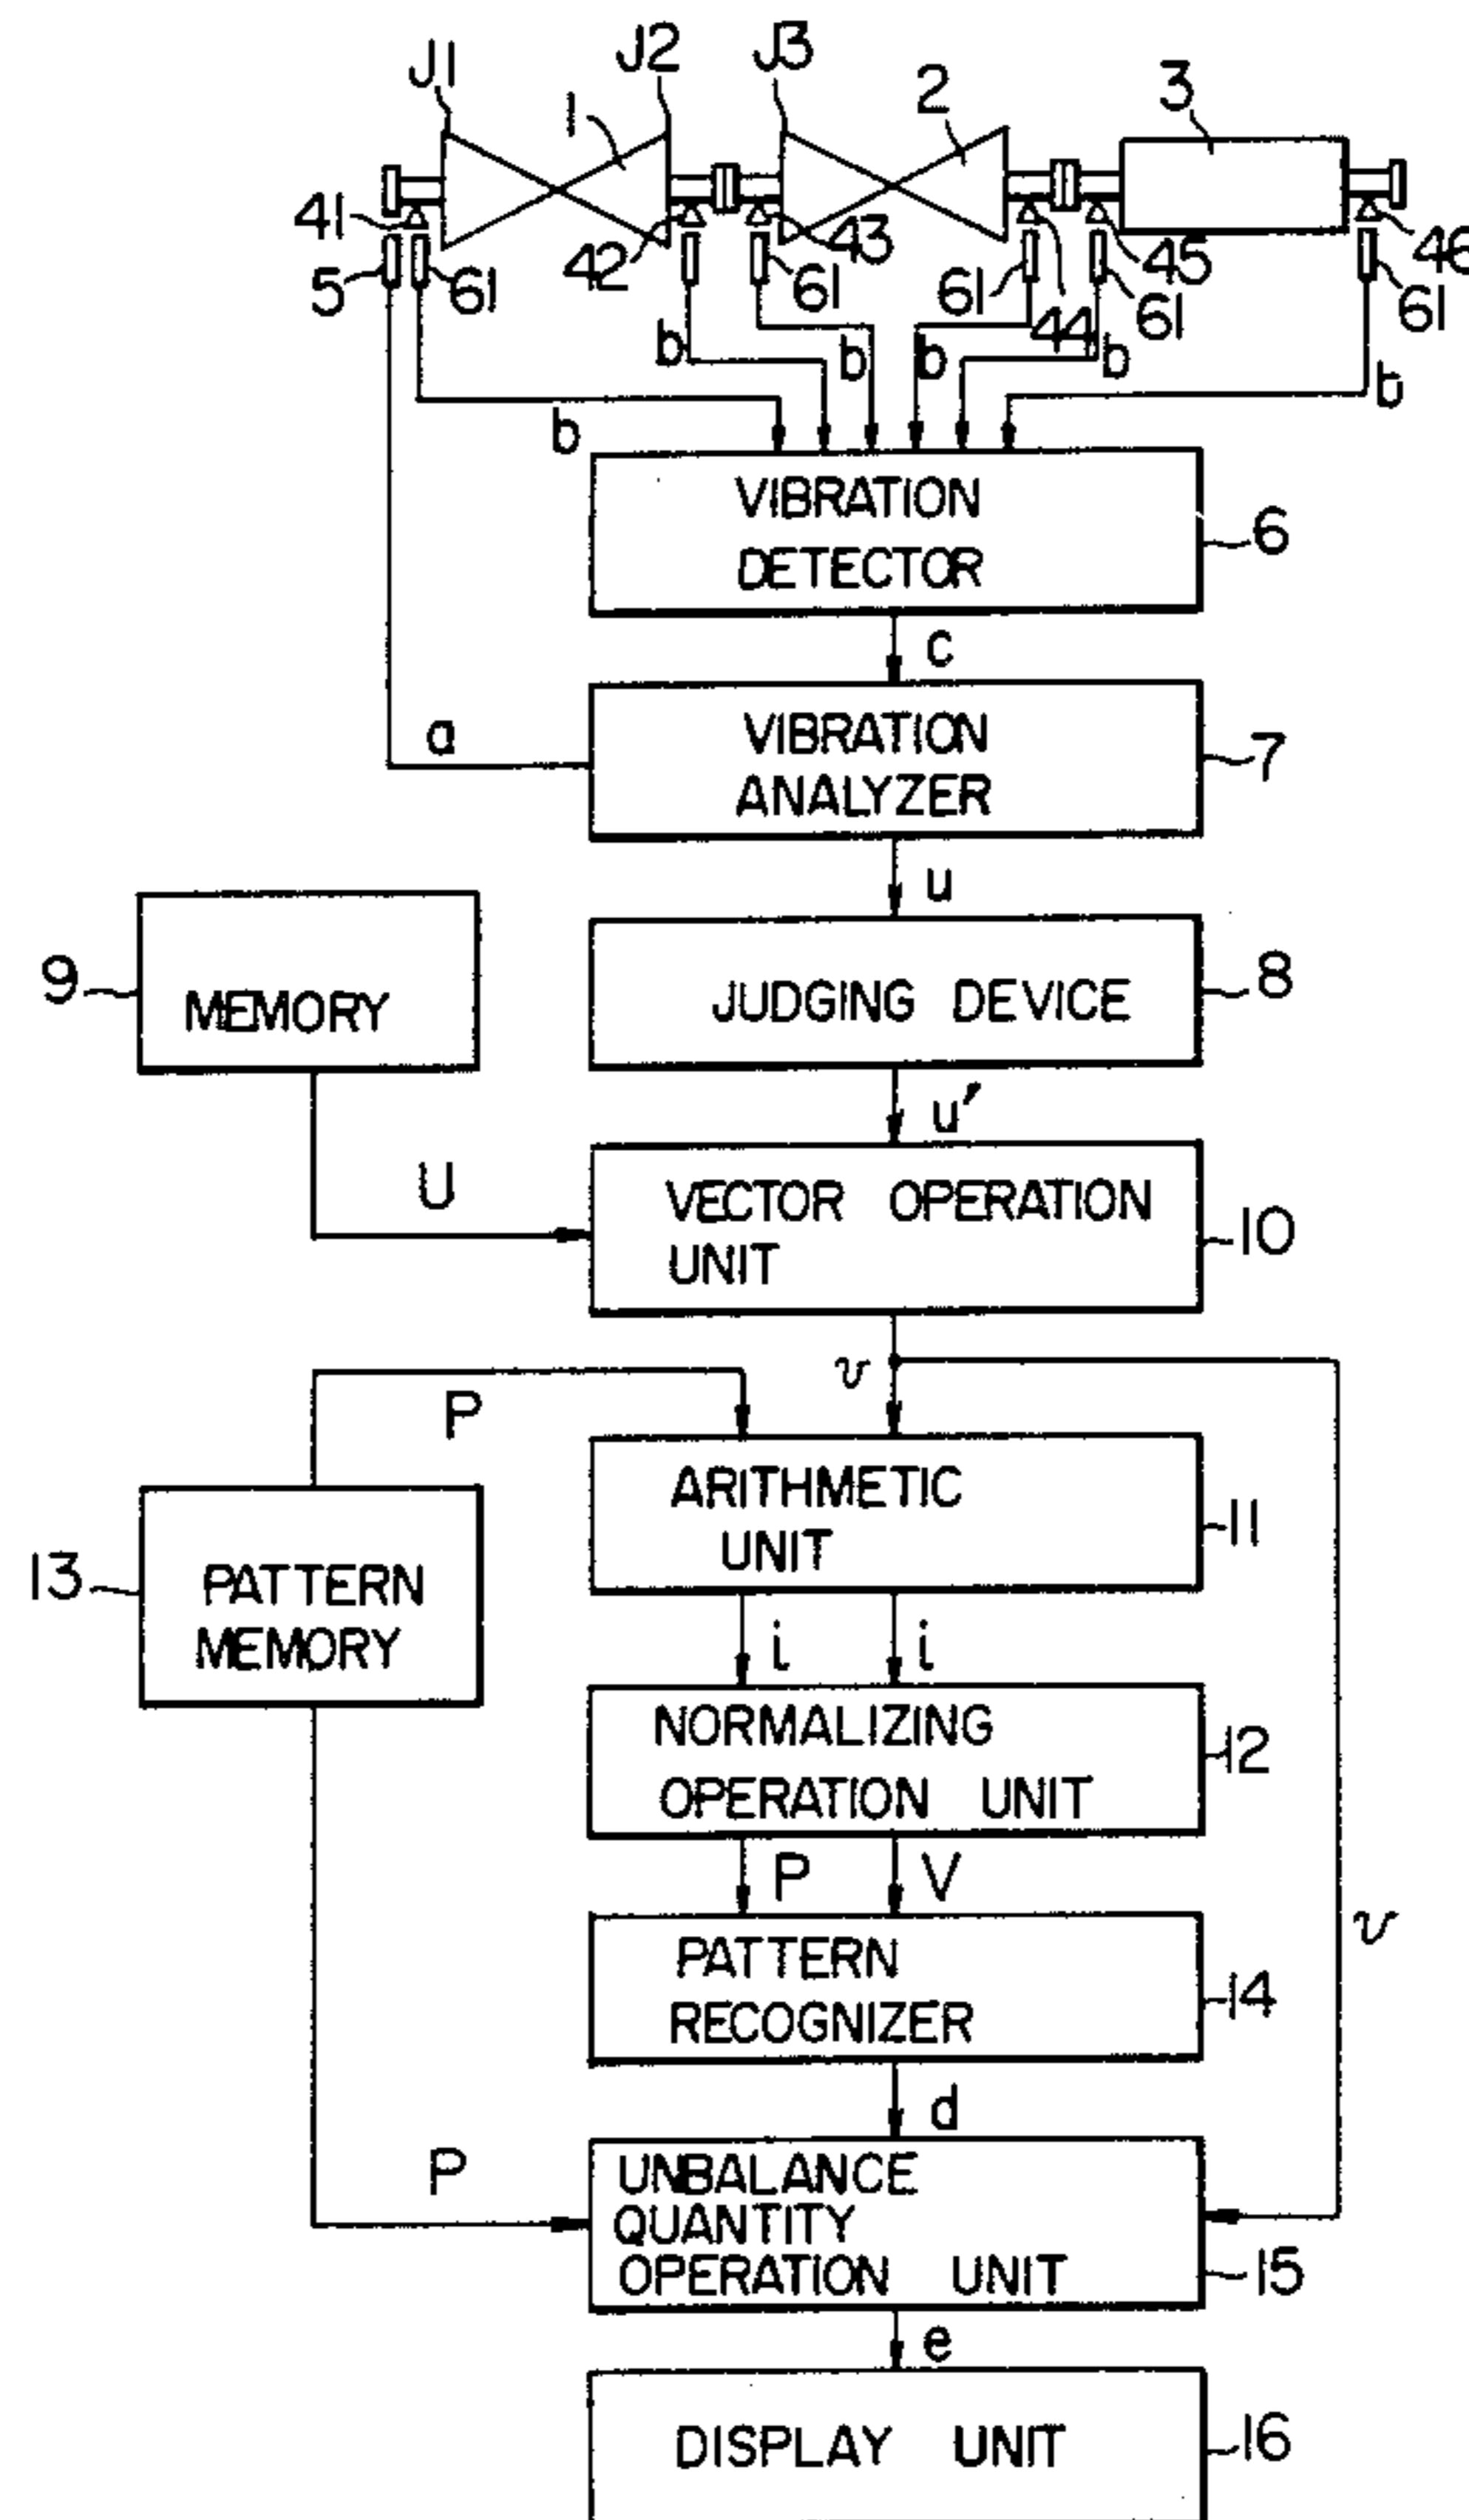 J1 J2 J3 2 3
1
41 42 43 44 45 46
5 61 61 61 61 61
b b b b b
b
VIBRATION
DETECTOR
6
c
a
VIBRATION
ANALYZER
7
u
9
MEMORY
JUDGING DEVICE
8
u'
U
VECTOR OPERATION
UNIT
10
v
P
ARITHMETIC
UNIT
11
13
PATTERN
MEMORY
i i
NORMALIZING
OPERATION UNIT
12
P V
v
PATTERN
RECOGNIZER
14
d
P
UNBALANCE
QUANTITY
OPERATION UNIT
15
e
DISPLAY UNIT
16